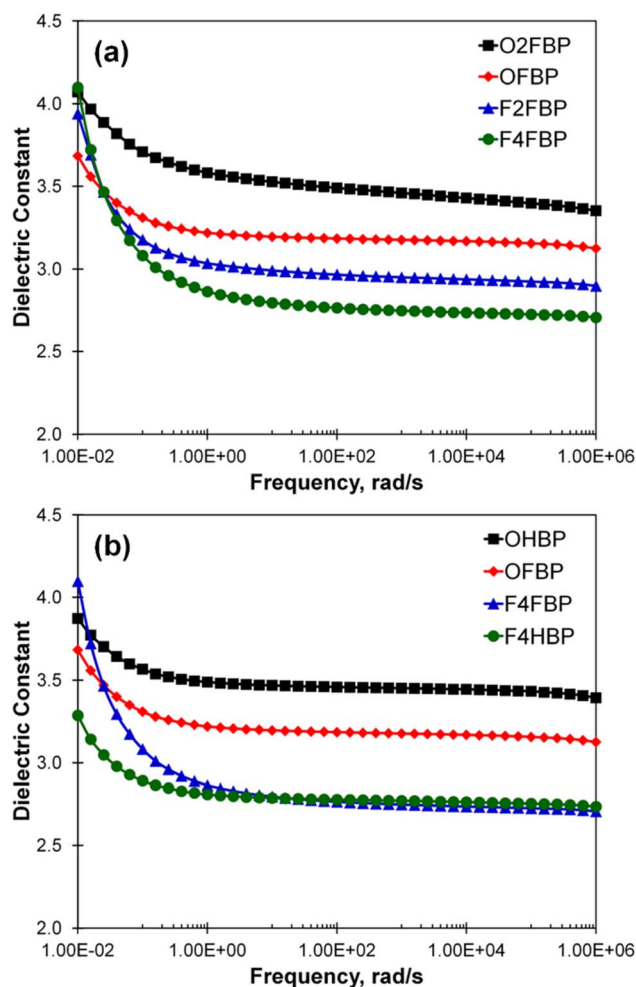 (a)
O2FBP
OFBP
F2FBP
F4FBP
Dielectric Constant
4.5
4.0
3.5
3.0
2.5
2.0
1.00E-02 1.00E+00 1.00E+02 1.00E+04 1.00E+06
Frequency, rad/s
(b)
OHBP
OFBP
F4FBP
F4HBP
Dielectric Constant
4.5
4.0
3.5
3.0
2.5
2.0
1.00E-02 1.00E+00 1.00E+02 1.00E+04 1.00E+06
Frequency, rad/s